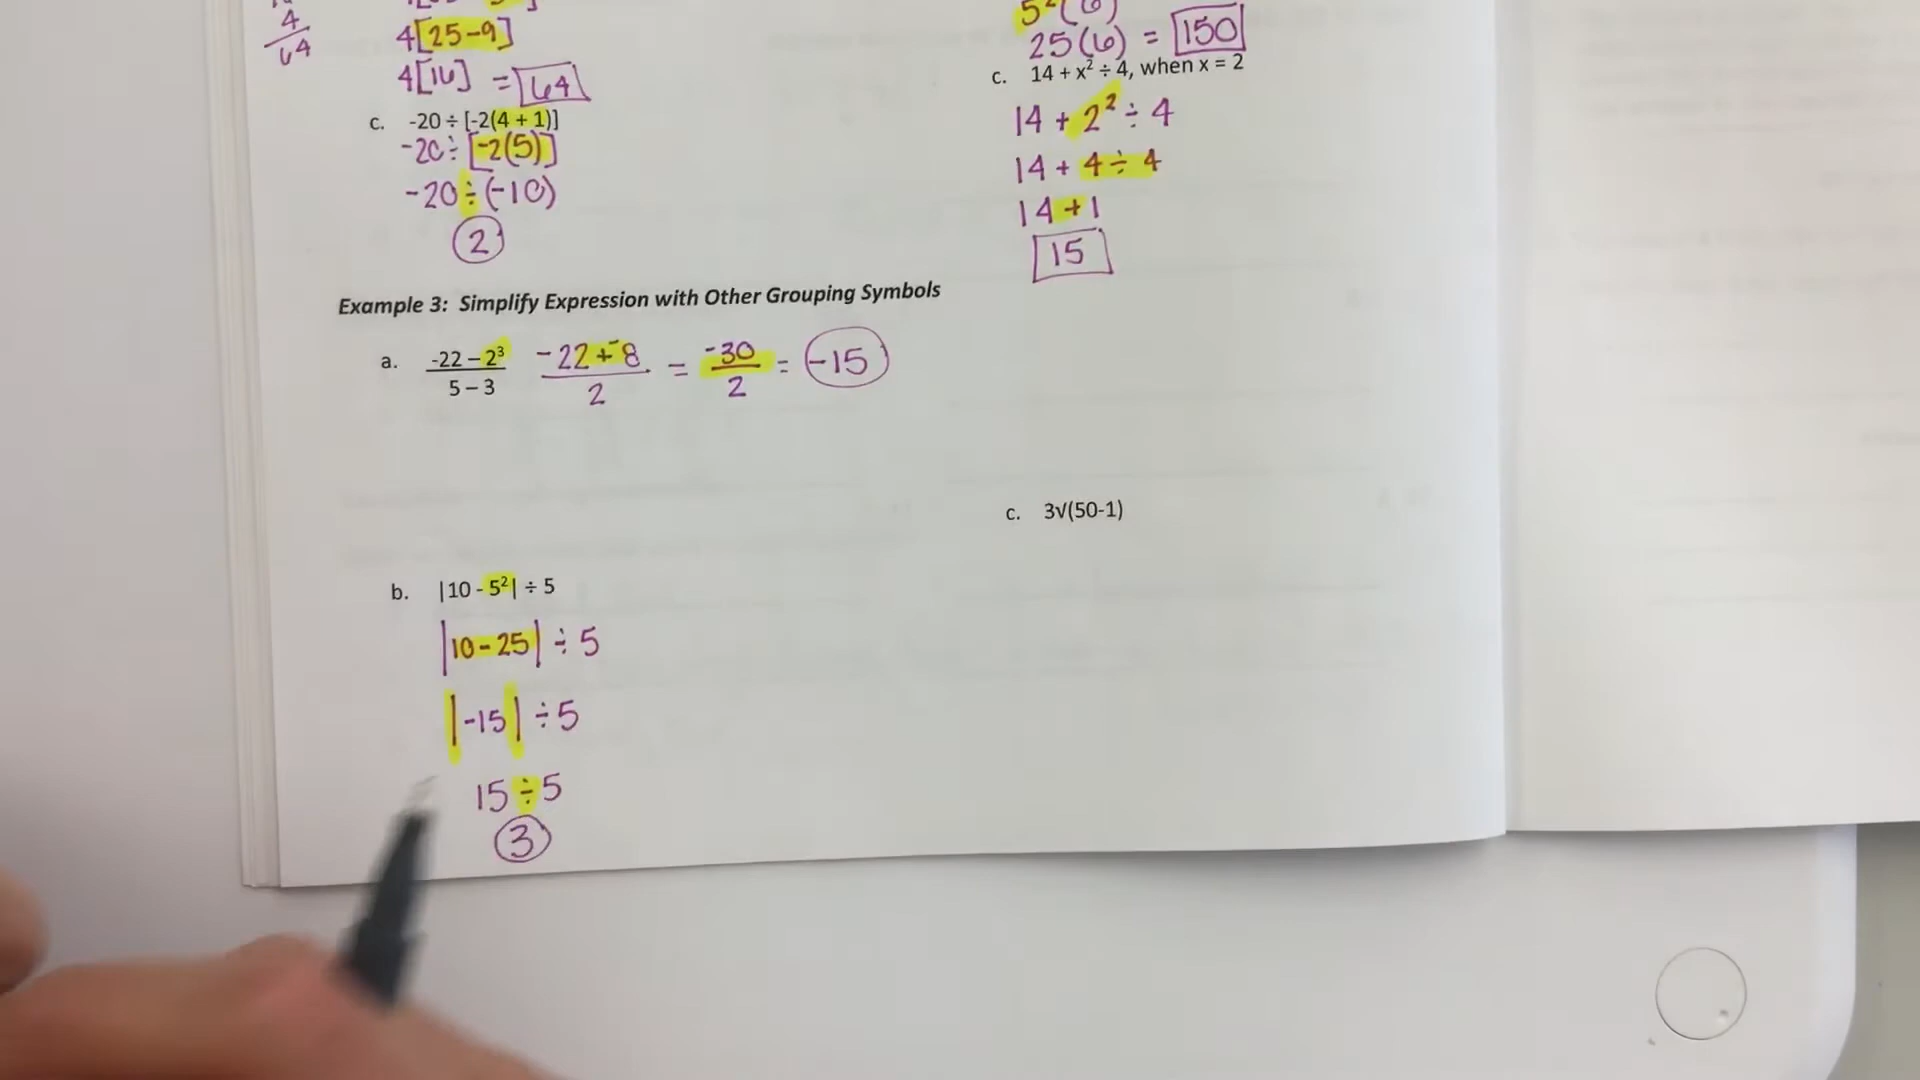 4
64
4[25-9]
4[16] = 64
c. -20 ÷ [-2(4 + 1)]
-20 ÷ [-2(5)]
-20 ÷ (-10)
2
5²(6)
25(6) = 150
c. 14 + x² ÷ 4, when x = 2
14 + 2² ÷ 4
14 + 4 ÷ 4
14 + 1
15
Example 3: Simplify Expression with Other Grouping Symbols
a. -22 – 2³ / 5 – 3 -22 + -8 / 2 = -30 / 2 = -15
b. |10 - 5²| ÷ 5
|10 - 25| ÷ 5
|-15| ÷ 5
15 ÷ 5
3
c. 3√(50-1)